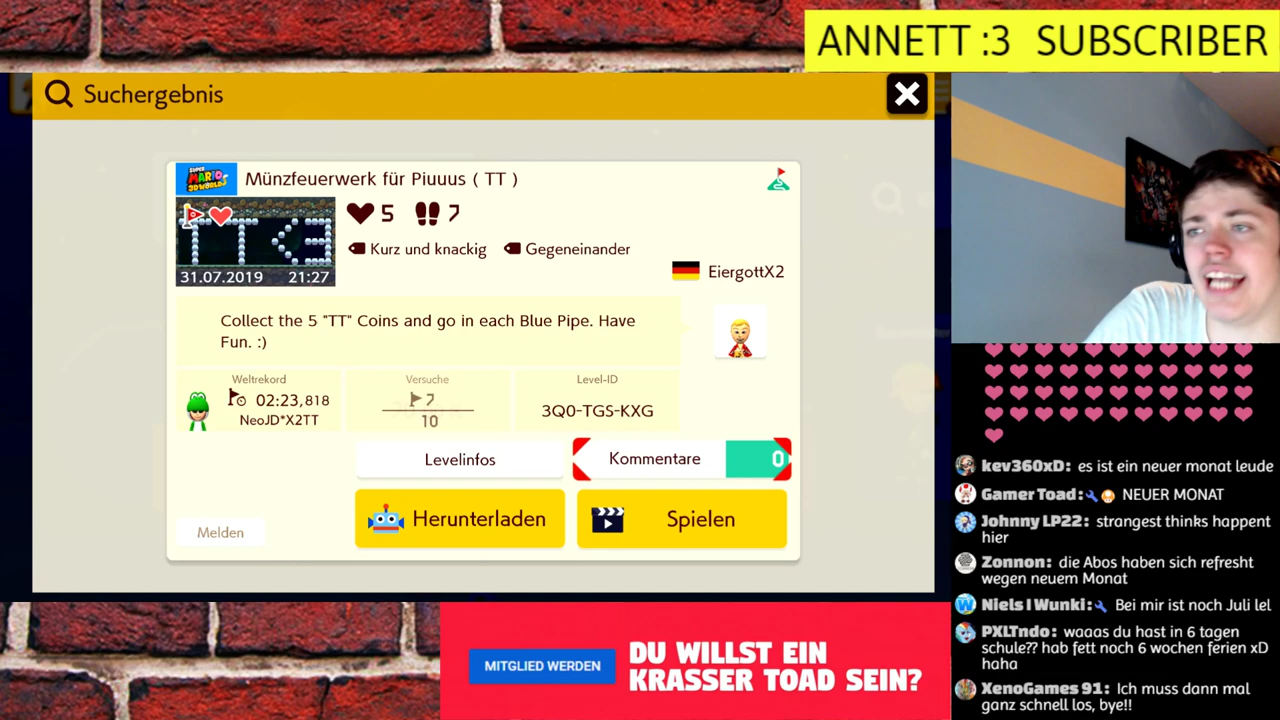 ANNETT :3 SUBSCRIBER
Suchergebnis
SUPER
MARIO
3D WORLD
Münzfeuerwerk für Piuuus ( TT )
5 7
Kurz und knackig Gegeneinander
TT<3
31.07.2019 21:27
EiergottX2
Collect the 5 "TT" Coins and go in each Blue Pipe. Have
Fun. :)
Weltrekord
02:23,818
NeoJD*X2TT
Versuche
7
10
Level-ID
3Q0-TGS-KXG
Levelinfos
Kommentare 0
Melden
Herunterladen
Spielen
kev360xD: es ist ein neuer monat leude
Gamer Toad: NEUER MONAT
Johnny LP22: strangest thinks happent
hier
Zonnon: die Abos haben sich refresht
wegen neuem Monat
Niels I Wunki: Bei mir ist noch Juli lel
PXLTndo: waaas du hast in 6 tagen
schule?? hab fett noch 6 wochen ferien xD
haha
XenoGames 91: Ich muss dann mal
ganz schnell los, bye!!
MITGLIED WERDEN
DU WILLST EIN
KRASSER TOAD SEIN?